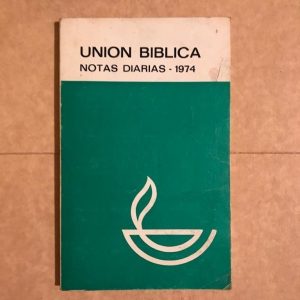 UNION BIBLICA
NOTAS DIARIAS - 1974